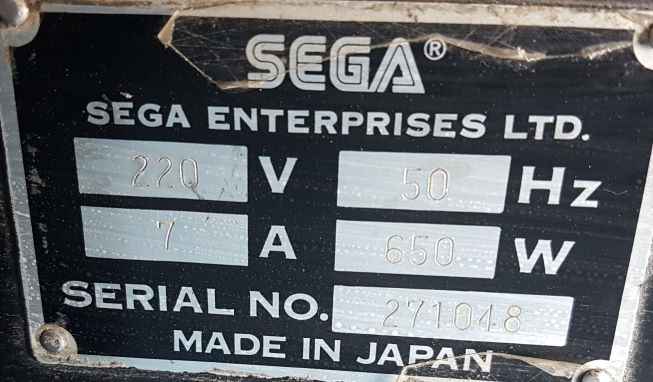 SEGA®
SEGA ENTERPRISES LTD.
220 V 50 Hz
7 A 650 W
SERIAL NO. 271048
MADE IN JAPAN